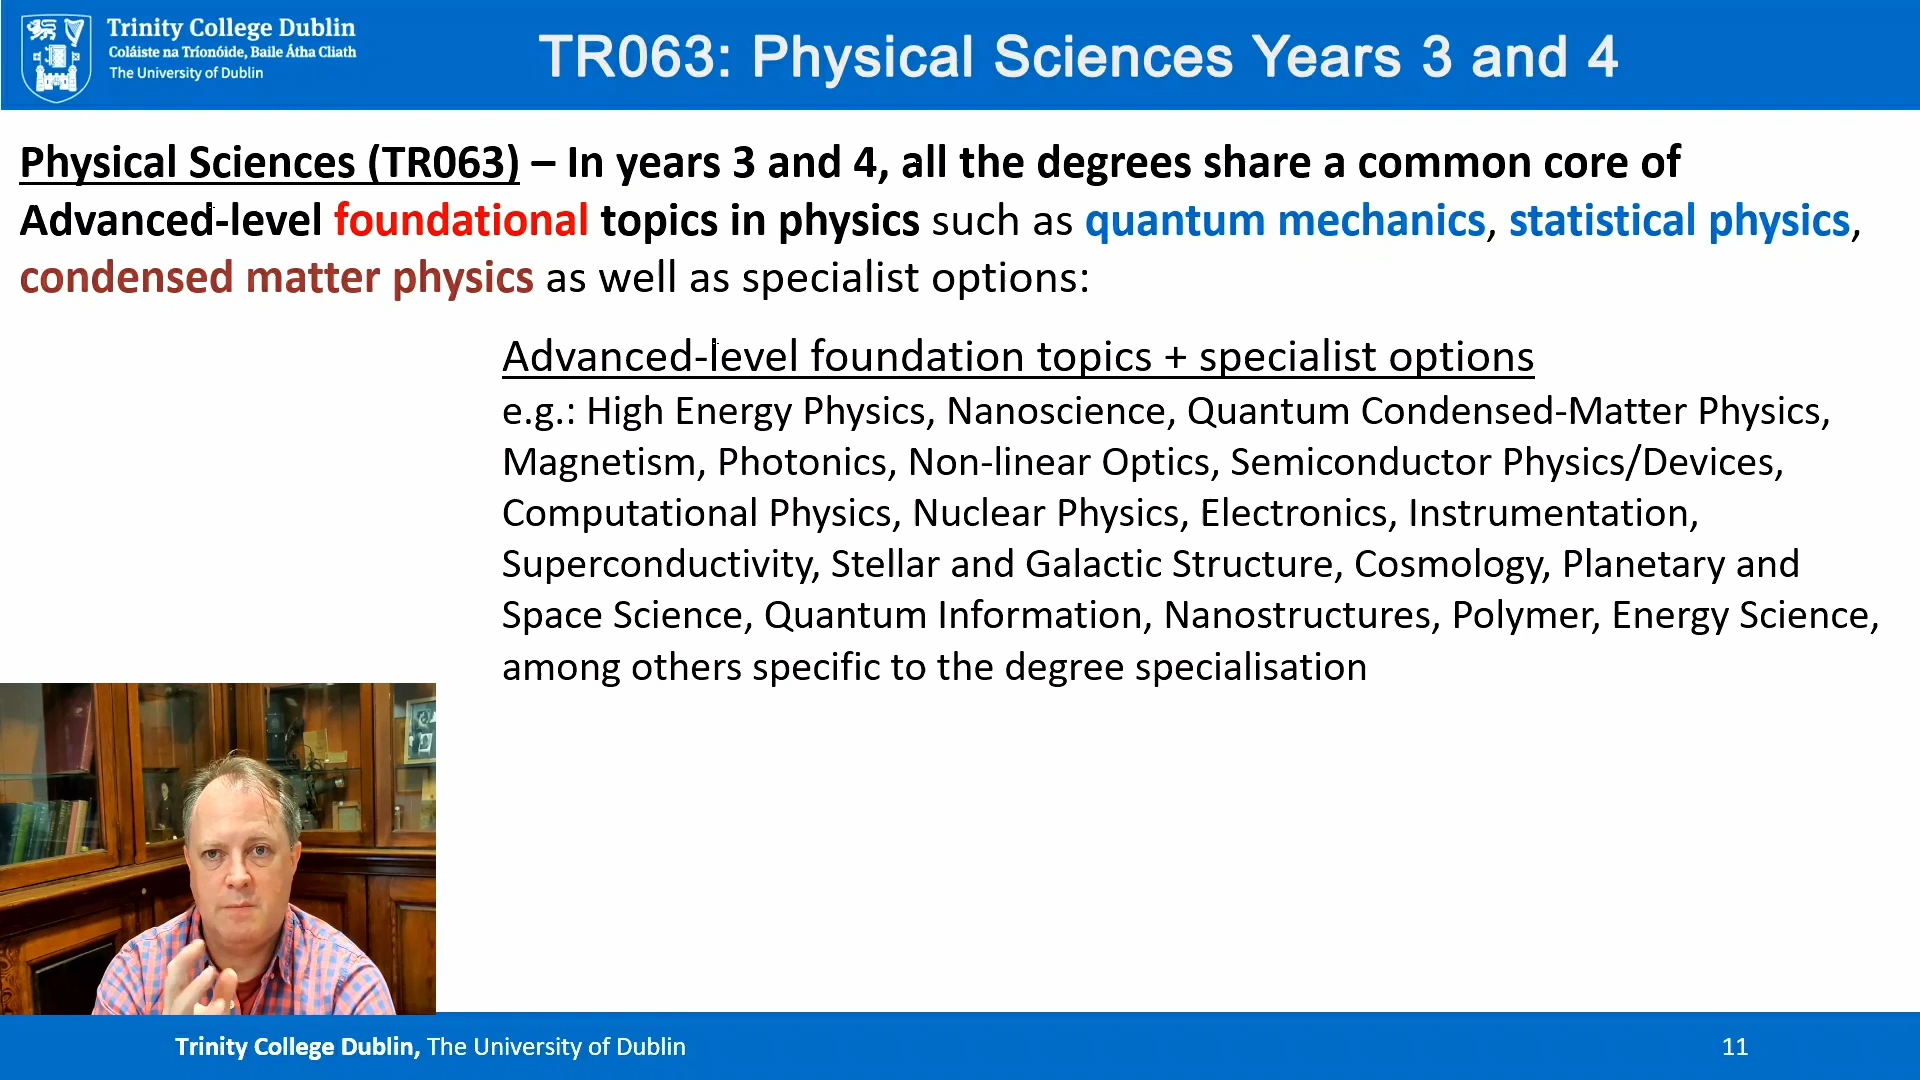 Trinity College Dublin
Coláiste na Tríonóide, Baile Átha Cliath
The University of Dublin
TR063: Physical Sciences Years 3 and 4
Physical Sciences (TR063) – In years 3 and 4, all the degrees share a common core of
Advanced-level foundational topics in physics such as quantum mechanics, statistical physics,
condensed matter physics as well as specialist options:
Advanced-level foundation topics + specialist options
e.g.: High Energy Physics, Nanoscience, Quantum Condensed-Matter Physics,
Magnetism, Photonics, Non-linear Optics, Semiconductor Physics/Devices,
Computational Physics, Nuclear Physics, Electronics, Instrumentation,
Superconductivity, Stellar and Galactic Structure, Cosmology, Planetary and
Space Science, Quantum Information, Nanostructures, Polymer, Energy Science,
among others specific to the degree specialisation
Trinity College Dublin, The University of Dublin
11